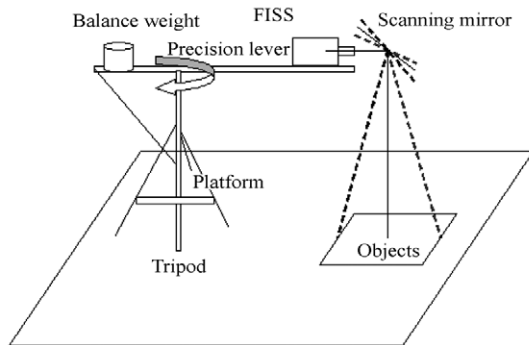 Balance weight
FISS
Scanning mirror
Precision lever
Platform
Tripod
Objects